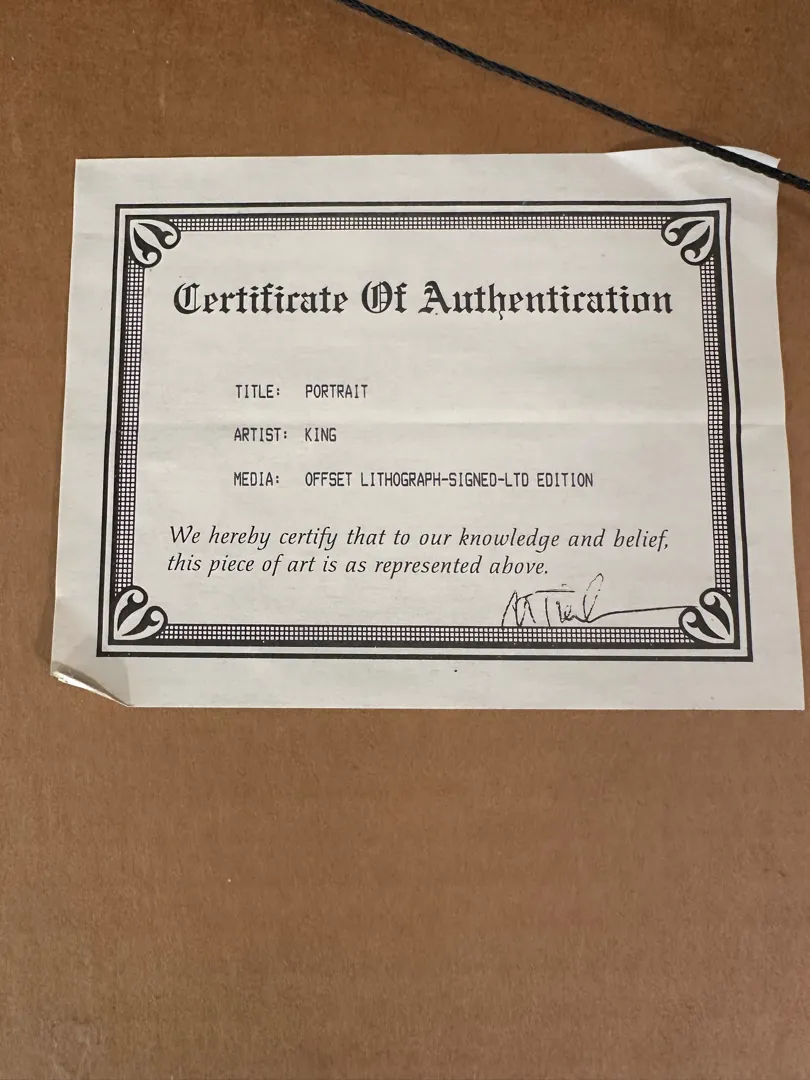 Certificate Of Authentication
TITLE: PORTRAIT
ARTIST: KING
MEDIA: OFFSET LITHOGRAPH-SIGNED-LTD EDITION
We hereby certify that to our knowledge and belief,
this piece of art is as represented above.